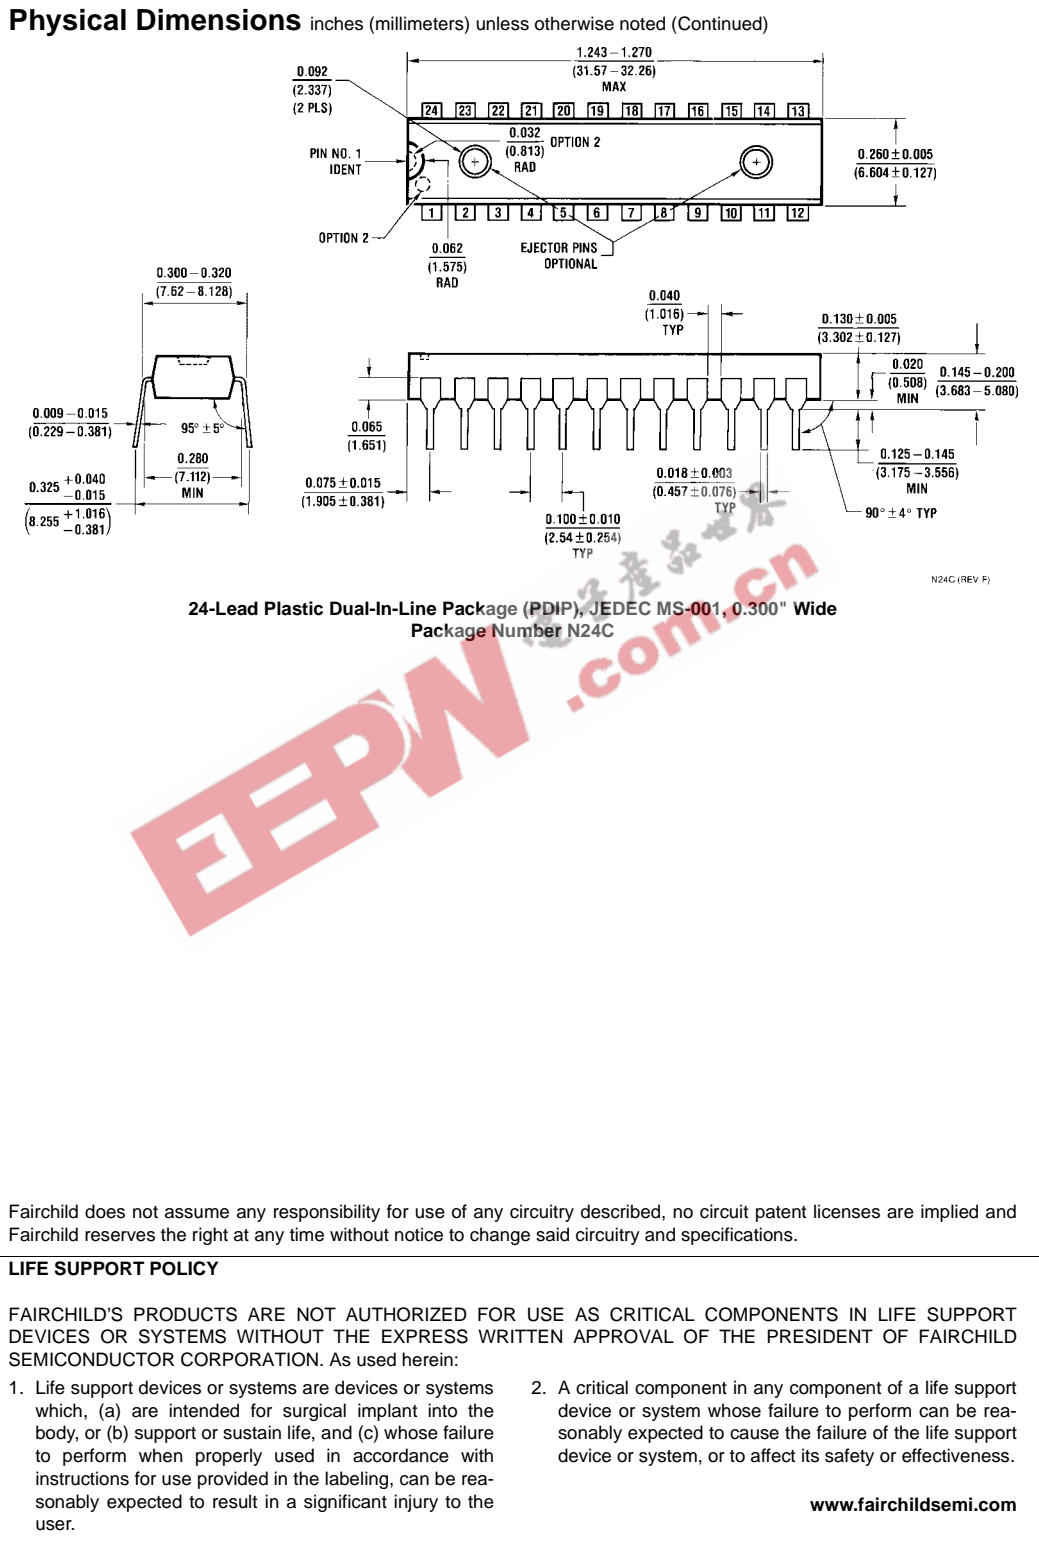 Physical Dimensions inches (millimeters) unless otherwise noted (Continued)
1.243 – 1.270
(31.57 – 32.26)
MAX
0.092
(2.337)
(2 PLS)
24 23 22 21 20 19 18 17 16 15 14 13
0.032
(0.813)
RAD
OPTION 2
PIN NO. 1
IDENT
0.260 ± 0.005
(6.604 ± 0.127)
1 2 3 4 5 6 7 8 9 10 11 12
OPTION 2
0.062
(1.575)
RAD
EJECTOR PINS
OPTIONAL
0.300 – 0.320
(7.62 – 8.128)
0.040
(1.016)
TYP
0.130 ± 0.005
(3.302 ± 0.127)
0.020
(0.508)
MIN
0.145 – 0.200
(3.683 – 5.080)
0.009 – 0.015
(0.229 – 0.381)
95° ± 5°
0.065
(1.651)
0.280
(7.112)
MIN
0.125 – 0.145
(3.175 – 3.556)
MIN
0.325 +0.040
–0.015
(8.255 +1.016
–0.381)
0.075 ± 0.015
(1.905 ± 0.381)
0.018 ± 0.003
(0.457 ± 0.076)
TYP
0.100 ± 0.010
(2.54 ± 0.254)
TYP
90° ± 4° TYP
N24C (REV F)
24-Lead Plastic Dual-In-Line Package (PDIP), JEDEC MS-001, 0.300" Wide
Package Number N24C
電子產品世界
EEPW
.com.cn
Fairchild does not assume any responsibility for use of any circuitry described, no circuit patent licenses are implied and
Fairchild reserves the right at any time without notice to change said circuitry and specifications.
LIFE SUPPORT POLICY
FAIRCHILD'S PRODUCTS ARE NOT AUTHORIZED FOR USE AS CRITICAL COMPONENTS IN LIFE SUPPORT
DEVICES OR SYSTEMS WITHOUT THE EXPRESS WRITTEN APPROVAL OF THE PRESIDENT OF FAIRCHILD
SEMICONDUCTOR CORPORATION. As used herein:
1. Life support devices or systems are devices or systems
which, (a) are intended for surgical implant into the
body, or (b) support or sustain life, and (c) whose failure
to perform when properly used in accordance with
instructions for use provided in the labeling, can be rea-
sonably expected to result in a significant injury to the
user.
2. A critical component in any component of a life support
device or system whose failure to perform can be rea-
sonably expected to cause the failure of the life support
device or system, or to affect its safety or effectiveness.
www.fairchildsemi.com